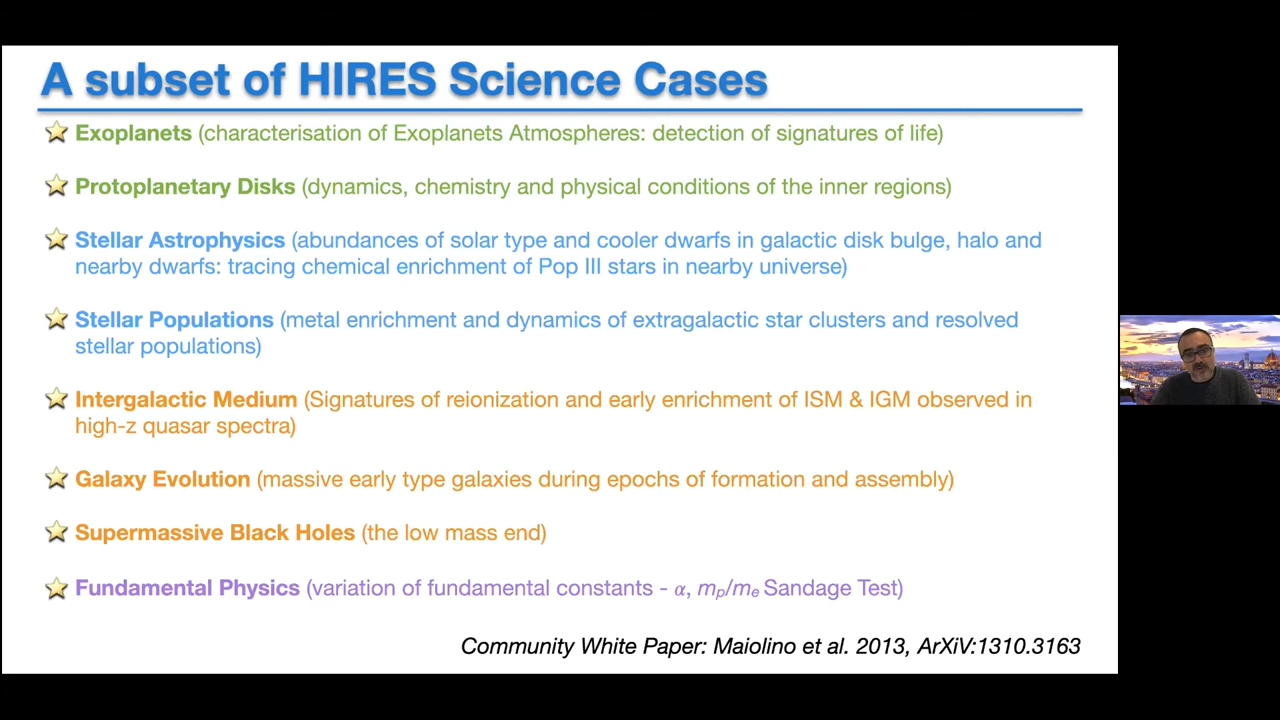 A subset of HIRES Science Cases
Exoplanets (characterisation of Exoplanets Atmospheres: detection of signatures of life)
Protoplanetary Disks (dynamics, chemistry and physical conditions of the inner regions)
Stellar Astrophysics (abundances of solar type and cooler dwarfs in galactic disk bulge, halo and
nearby dwarfs: tracing chemical enrichment of Pop III stars in nearby universe)
Stellar Populations (metal enrichment and dynamics of extragalactic star clusters and resolved
stellar populations)
Intergalactic Medium (Signatures of reionization and early enrichment of ISM & IGM observed in
high-z quasar spectra)
Galaxy Evolution (massive early type galaxies during epochs of formation and assembly)
Supermassive Black Holes (the low mass end)
Fundamental Physics (variation of fundamental constants - α, mₚ/mₑ Sandage Test)
Community White Paper: Maiolino et al. 2013, ArXiV:1310.3163